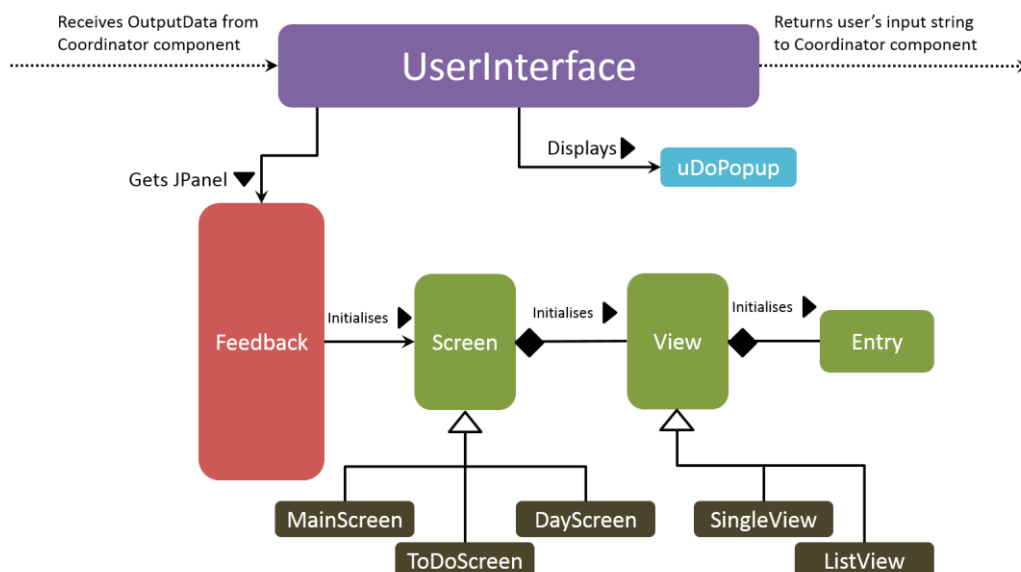 Receives OutputData from
Coordinator component
UserInterface
Returns user's input string
to Coordinator component
Displays
uDoPopup
Gets JPanel
Feedback
Initialises
Screen
Initialises
View
Initialises
Entry
MainScreen
DayScreen
ToDoScreen
SingleView
ListView